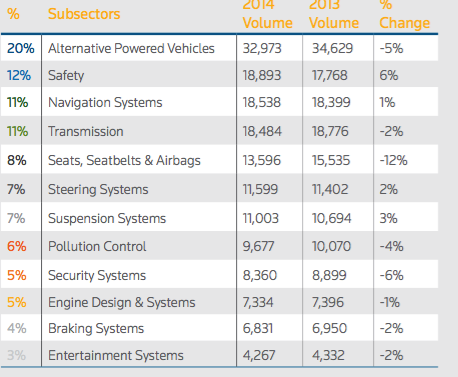 % Subsectors 2014 Volume 2013 Volume % Change
20% Alternative Powered Vehicles 32,973 34,629 -5%
12% Safety 18,893 17,768 6%
11% Navigation Systems 18,538 18,399 1%
11% Transmission 18,484 18,776 -2%
8% Seats, Seatbelts & Airbags 13,596 15,535 -12%
7% Steering Systems 11,599 11,402 2%
7% Suspension Systems 11,003 10,694 3%
6% Pollution Control 9,677 10,070 -4%
5% Security Systems 8,360 8,899 -6%
5% Engine Design & Systems 7,334 7,396 -1%
4% Braking Systems 6,831 6,950 -2%
3% Entertainment Systems 4,267 4,332 -2%